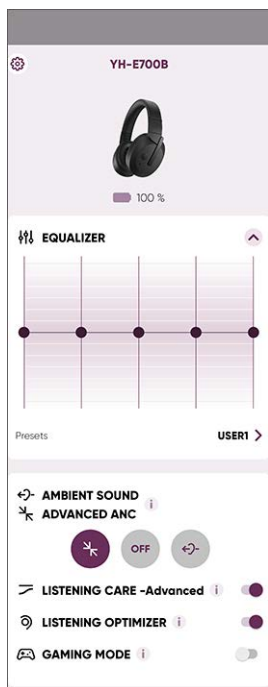 YH-E700B
100 %
EQUALIZER
Presets USER1
AMBIENT SOUND
ADVANCED ANC
i
OFF
LISTENING CARE -Advanced i
LISTENING OPTIMIZER i
GAMING MODE i